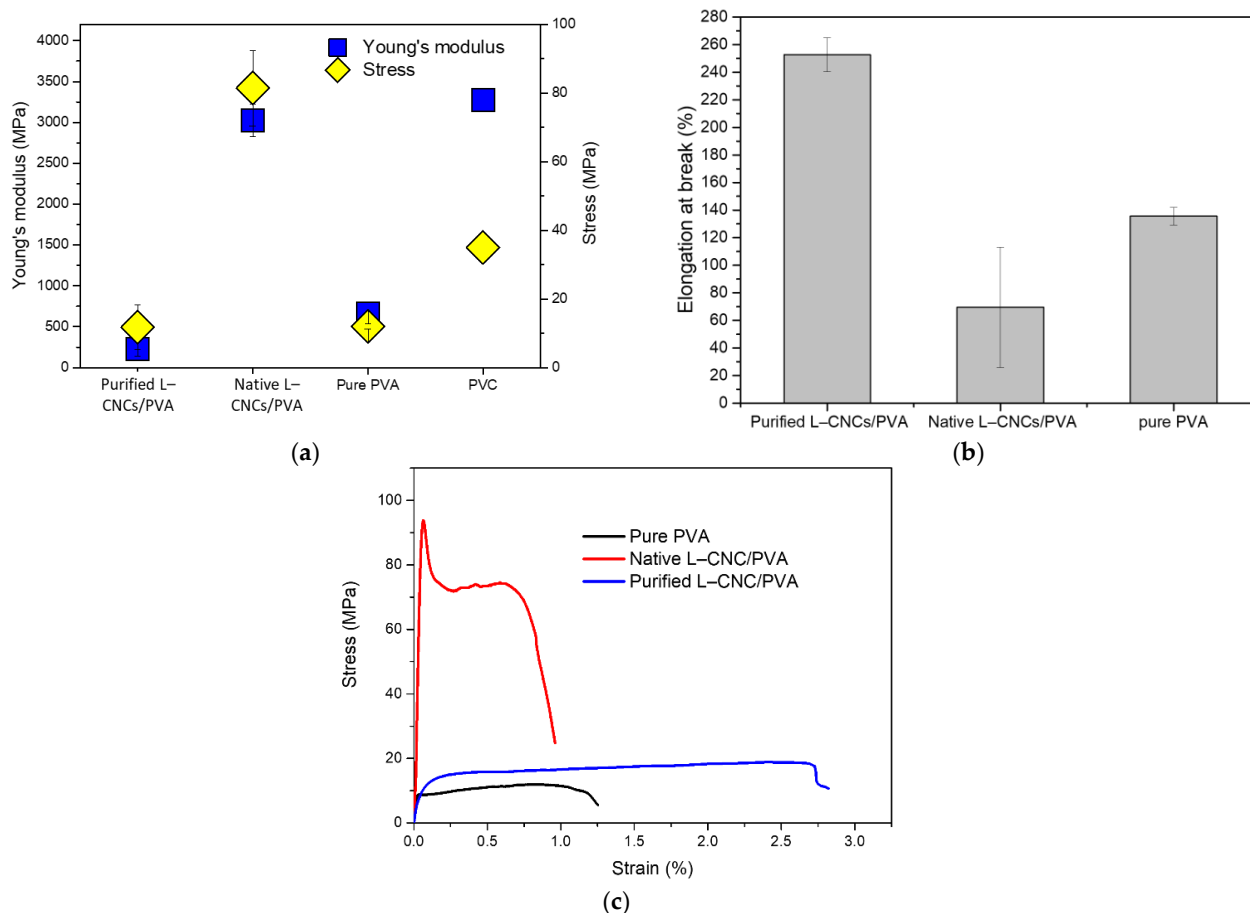 4000
3500
3000
2500
2000
1500
1000
500
0
Young's modulus (MPa)
Young's modulus
Stress
100
80
60
40
20
0
Stress (MPa)
Purified L–
CNCs/PVA
Native L–
CNCs/PVA
Pure PVA
PVC
(a)
280
260
240
220
200
180
160
140
120
100
80
60
40
20
0
Elongation at break (%)
Purified L–CNCs/PVA
Native L–CNCs/PVA
pure PVA
(b)
100
80
60
40
20
0
Stress (MPa)
Pure PVA
Native L–CNC/PVA
Purified L–CNC/PVA
0.0
0.5
1.0
1.5
2.0
2.5
3.0
Strain (%)
(c)